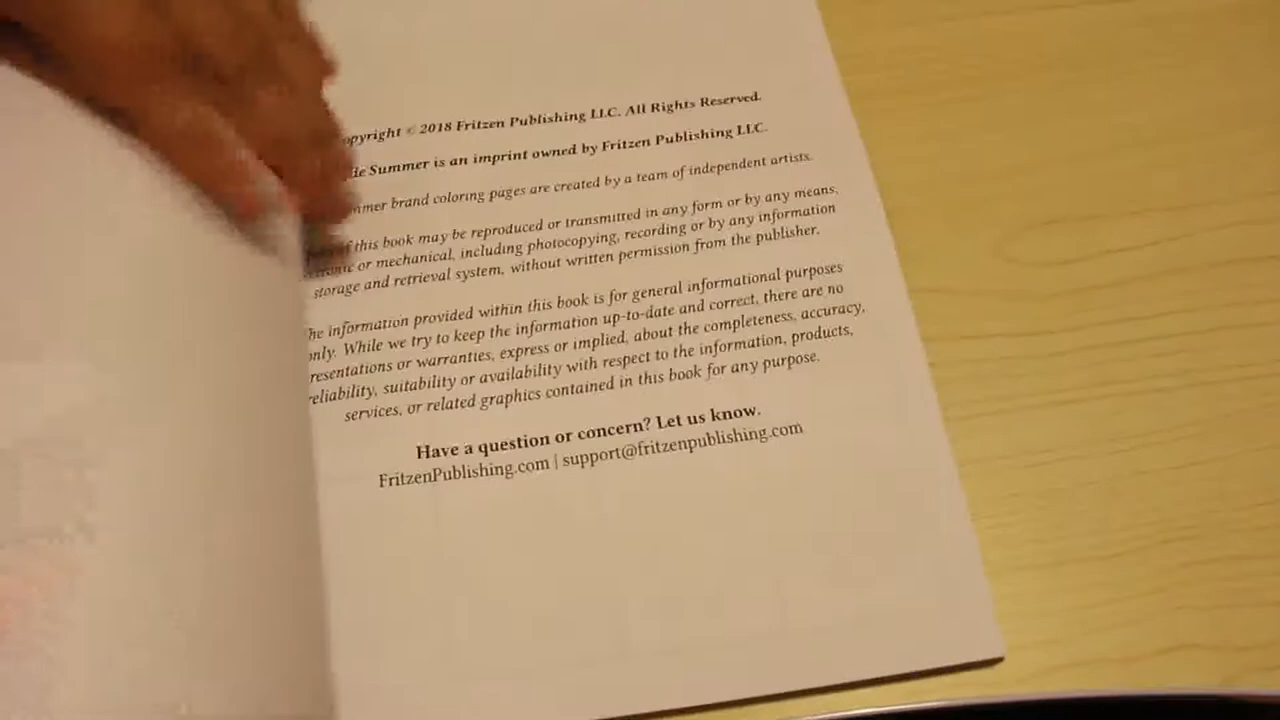 opyright © 2018 Fritzen Publishing LLC. All Rights Reserved.
de Summer is an imprint owned by Fritzen Publishing LLC.
mmer brand coloring pages are created by a team of independent artists.
of this book may be reproduced or transmitted in any form or by any means,
or mechanical, including photocopying, recording or by any information
storage and retrieval system, without written permission from the publisher.
he information provided within this book is for general informational purposes
only. While we try to keep the information up-to-date and correct, there are no
resentations or warranties, express or implied, about the completeness, accuracy,
reliability, suitability or availability with respect to the information, products,
services, or related graphics contained in this book for any purpose.
Have a question or concern? Let us know.
FritzenPublishing.com | support@fritzenpublishing.com